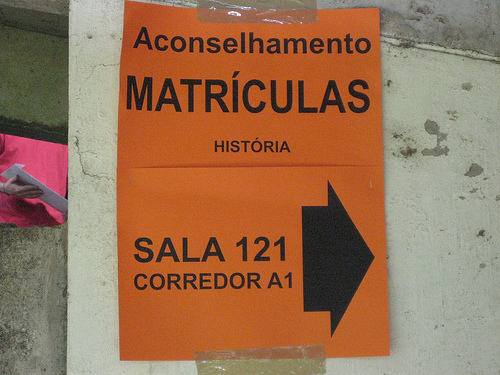 Aconselhamento
MATRÍCULAS
HISTÓRIA
SALA 121
CORREDOR A1